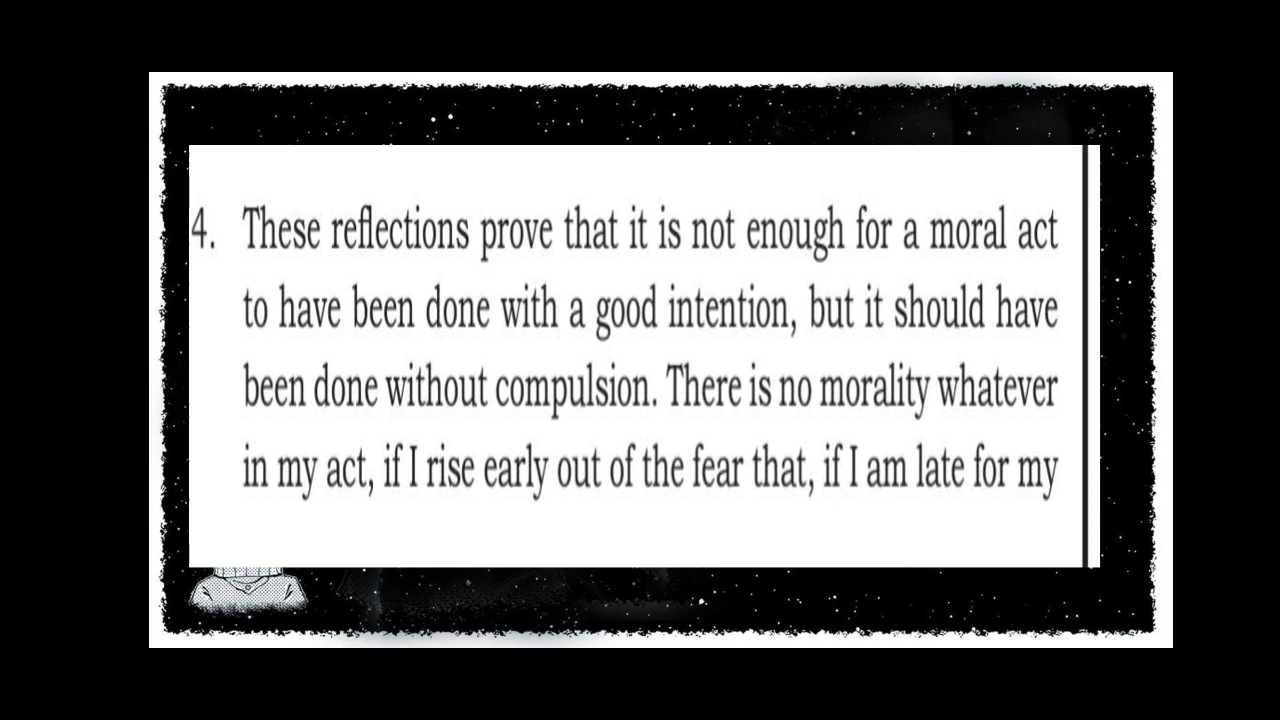 4. These reflections prove that it is not enough for a moral act
to have been done with a good intention, but it should have
been done without compulsion. There is no morality whatever
in my act, if I rise early out of the fear that, if I am late for my